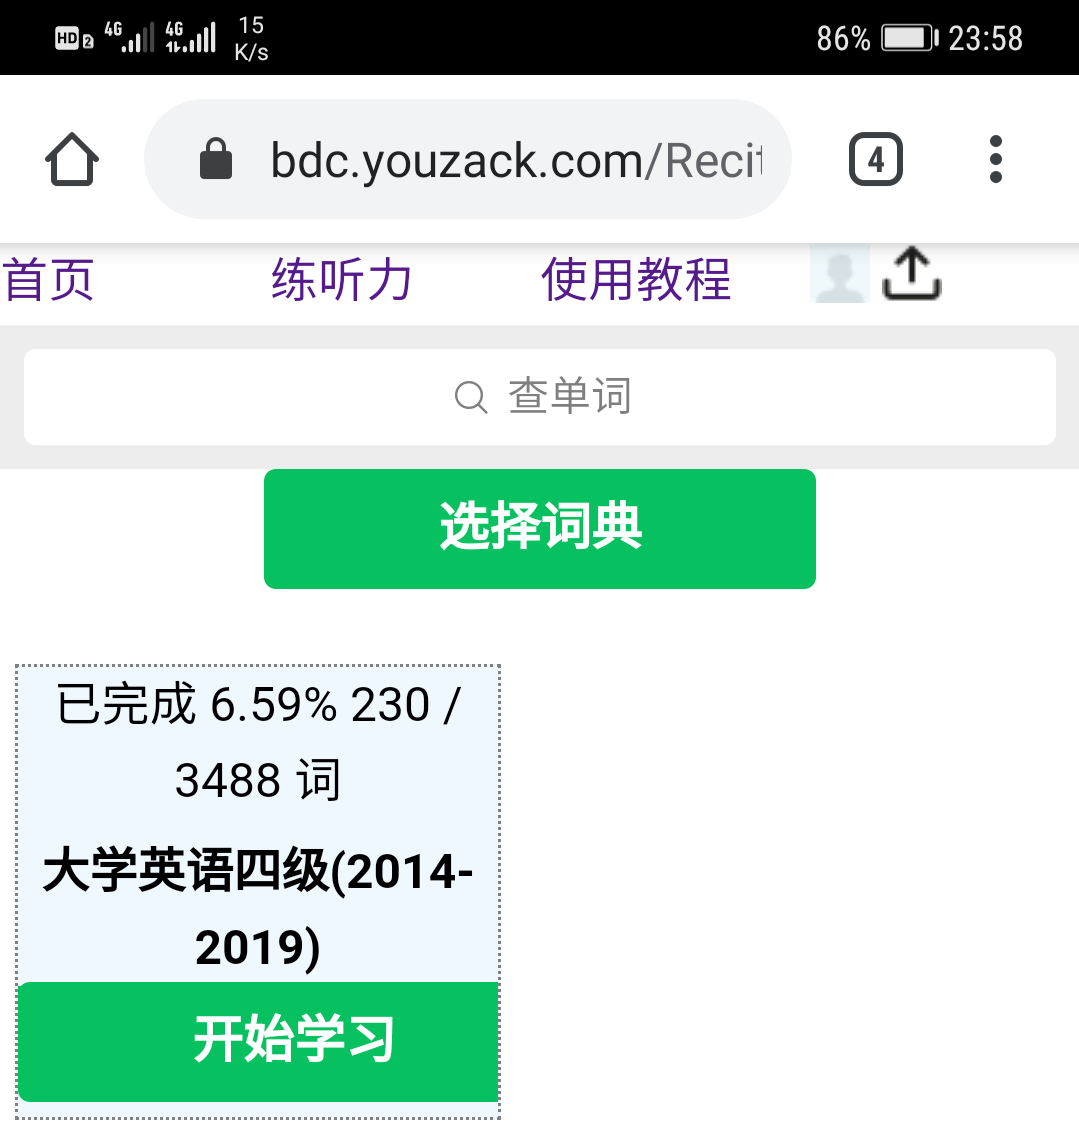 HD 2 4G 4G 15 K/s 86% 23:58
bdc.youzack.com/Recit
4
首页 练听力 使用教程
查单词
选择词典
已完成 6.59% 230 /
3488 词
大学英语四级(2014-
2019)
开始学习